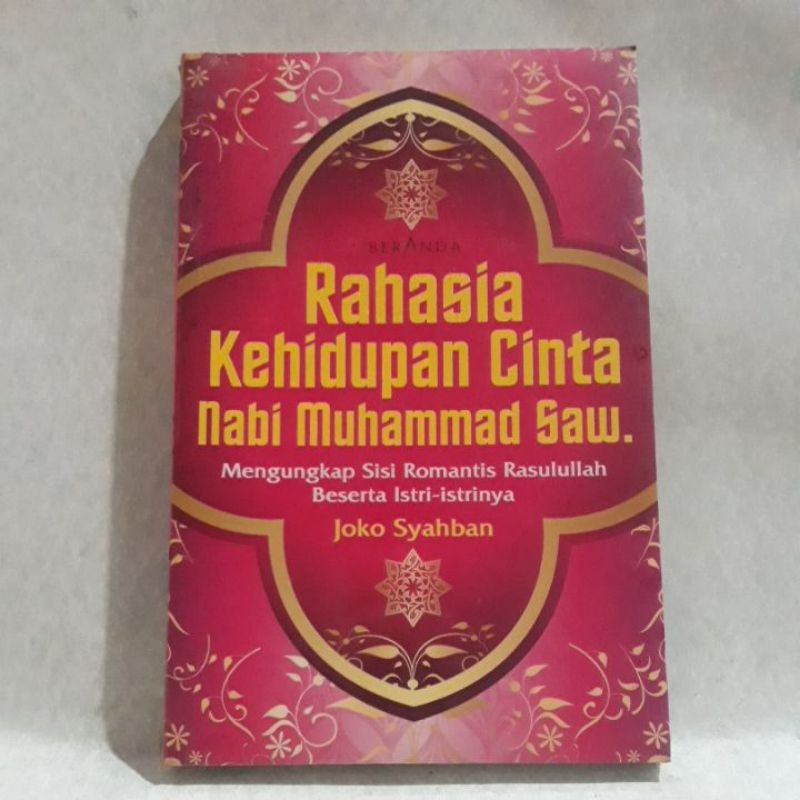 BERANDA
Rahasia
Kehidupan Cinta
Nabi Muhammad Saw.
Mengungkap Sisi Romantis Rasulullah
Beserta Istri-istrinya
Joko Syahban